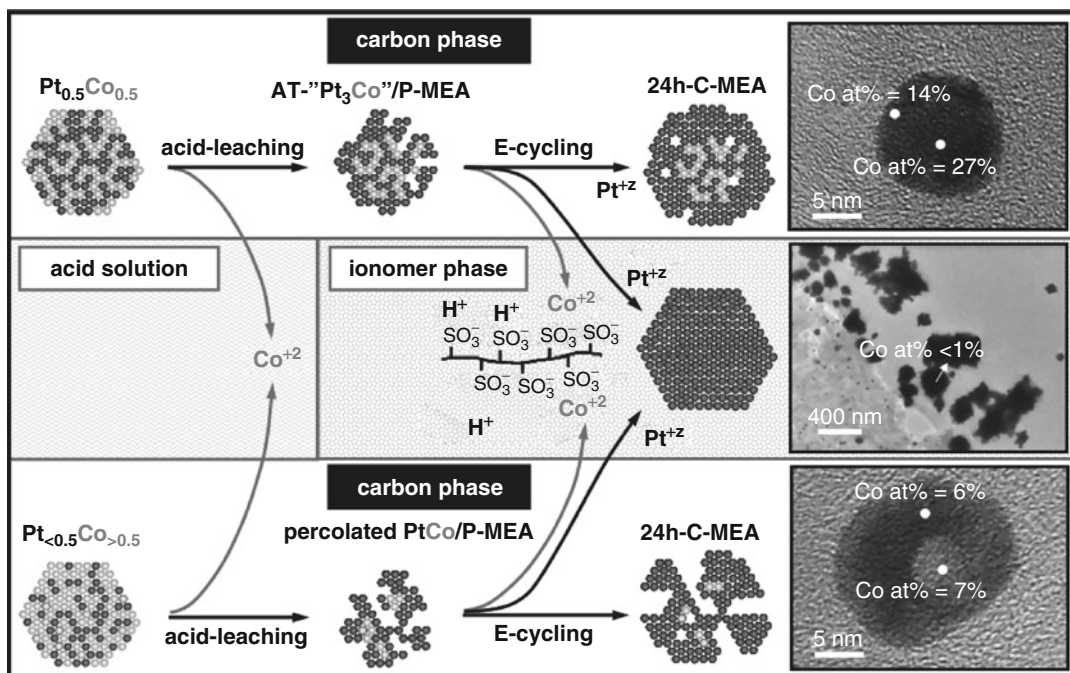 carbon phase
Pt0.5Co0.5
AT-"Pt3Co"/P-MEA
24h-C-MEA
acid-leaching
E-cycling
Pt+z
Co at% = 14%
Co at% = 27%
5 nm
acid solution
ionomer phase
Pt+z
Co+2
H+ H+
SO3− SO3− SO3− SO3−
Co+2
SO3− SO3− SO3−
Co+2
H+
Pt+z
Co at% <1%
400 nm
carbon phase
Pt<0.5Co>0.5
percolated PtCo/P-MEA
24h-C-MEA
acid-leaching
E-cycling
Co at% = 6%
Co at% = 7%
5 nm